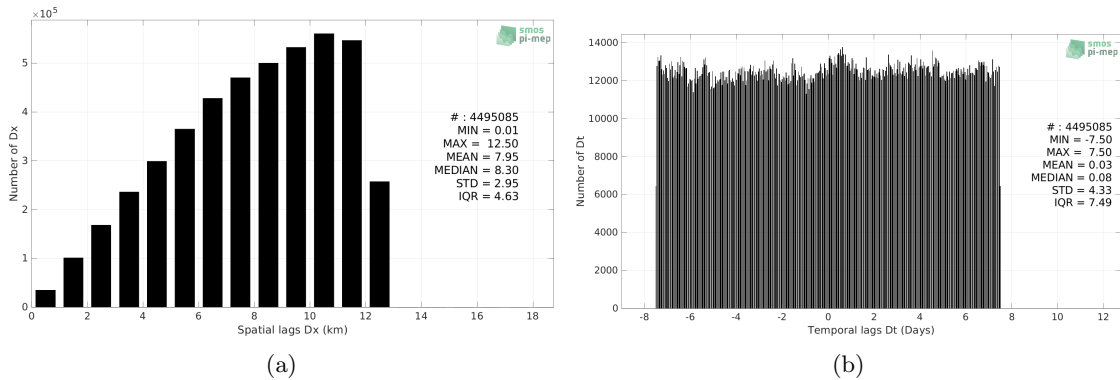 ×10⁵
5
4
3
2
1
0
Number of Dx
0 2 4 6 8 10 12 14 16 18
Spatial lags Dx (km)
smos
pi-mep
# : 4495085
MIN = 0.01
MAX = 12.50
MEAN = 7.95
MEDIAN = 8.30
STD = 2.95
IQR = 4.63
(a)
14000
12000
10000
8000
6000
4000
2000
0
Number of Dt
-8 -6 -4 -2 0 2 4 6 8 10 12
Temporal lags Dt (Days)
smos
pi-mep
# : 4495085
MIN = -7.50
MAX = 7.50
MEAN = 0.03
MEDIAN = 0.08
STD = 4.33
IQR = 7.49
(b)